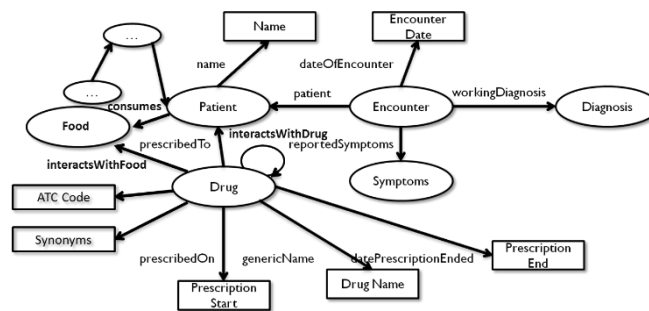 ...
Name
Encounter
Date
name
dateOfEncounter
...
consumes
patient
workingDiagnosis
Food
Patient
Encounter
Diagnosis
prescribedTo
interactsWithDrug
reportedSymptoms
interactsWithFood
Drug
Symptoms
ATC Code
Synonyms
prescribedOn
genericName
datePrescriptionEnded
Prescription
End
Prescription
Start
Drug Name